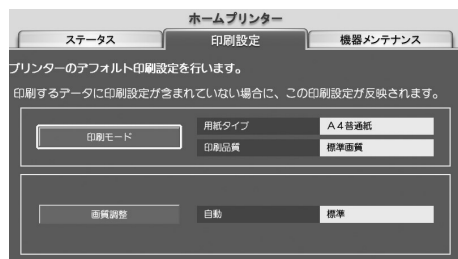 ホームプリンター
ステータス 印刷設定 機器メンテナンス
プリンターのデフォルト印刷設定を行います。
印刷するデータに印刷設定が含まれていない場合に、この印刷設定が反映されます。
印刷モード 用紙タイプ A4普通紙
印刷品質 標準画質
画質調整 自動 標準